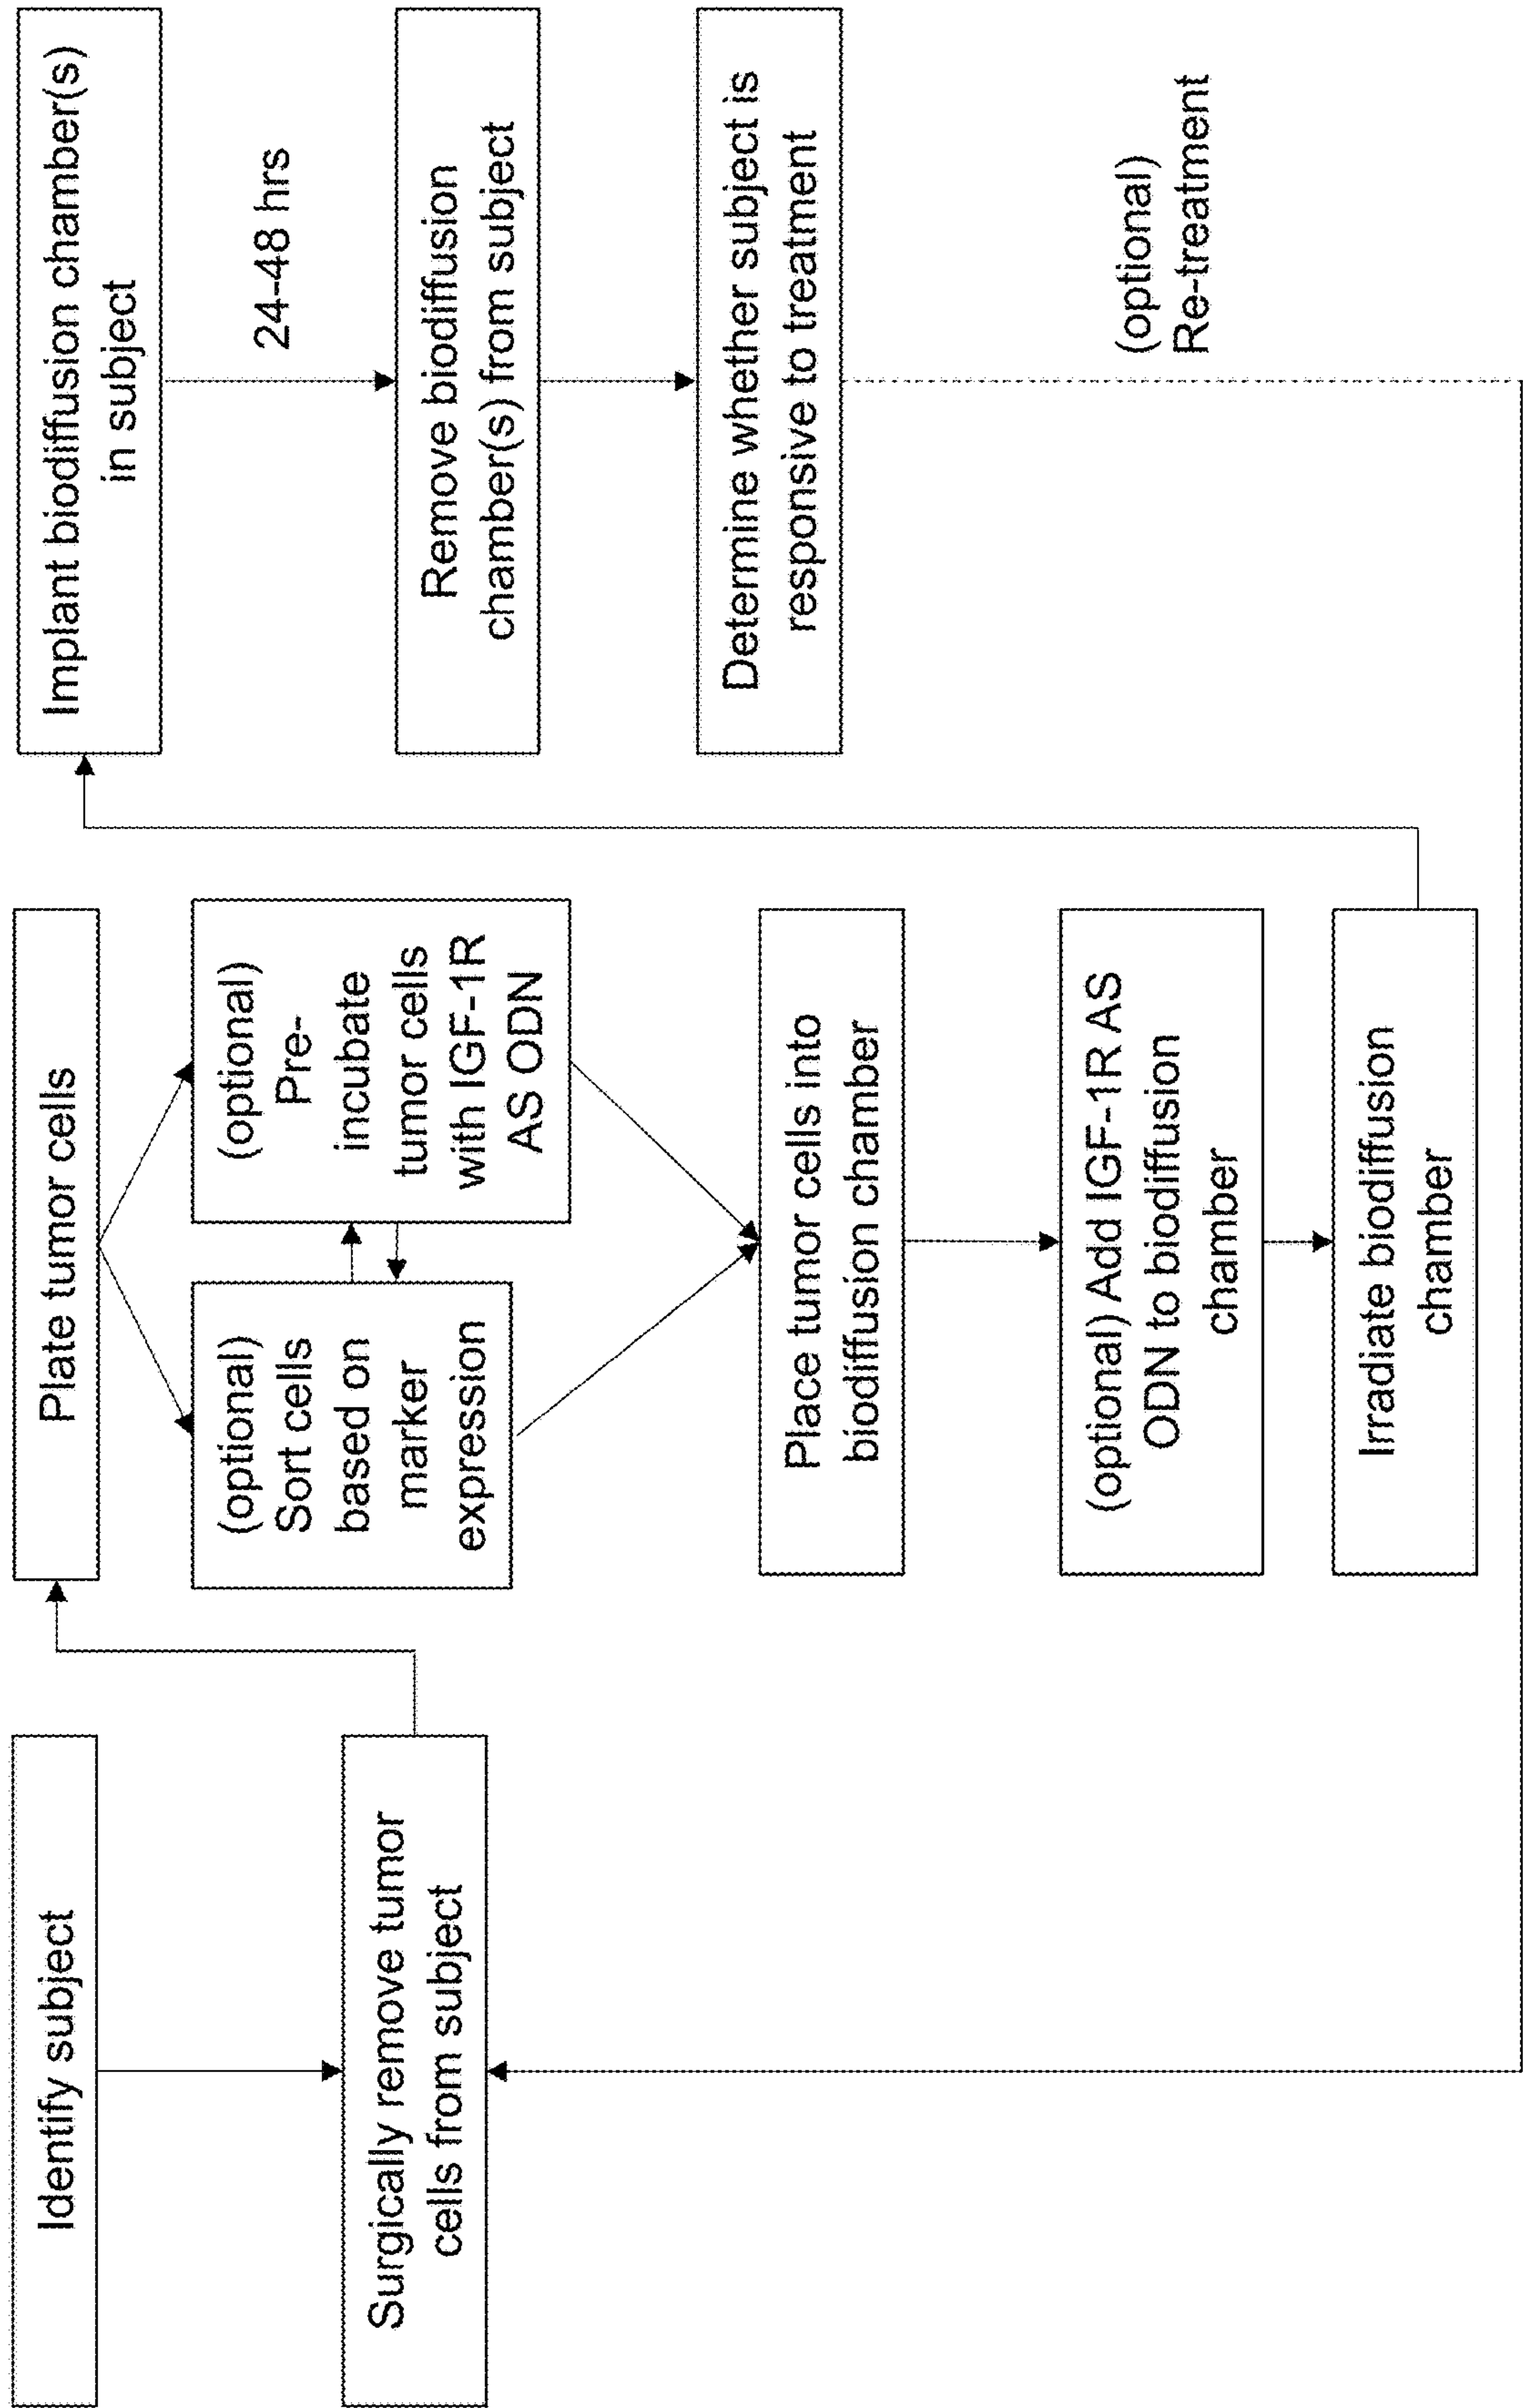 Identify subject
Surgically remove tumor
cells from subject
Plate tumor cells
(optional)
Sort cells
based on
marker
expression
(optional)
Pre-
incubate
tumor cells
with IGF-1R
AS ODN
Place tumor cells into
biodiffusion chamber
(optional) Add IGF-1R AS
ODN to biodiffusion
chamber
Irradiate biodiffusion
chamber
Implant biodiffusion chamber(s)
in subject
24-48 hrs
Remove biodiffusion
chamber(s) from subject
Determine whether subject is
responsive to treatment
(optional)
Re-treatment